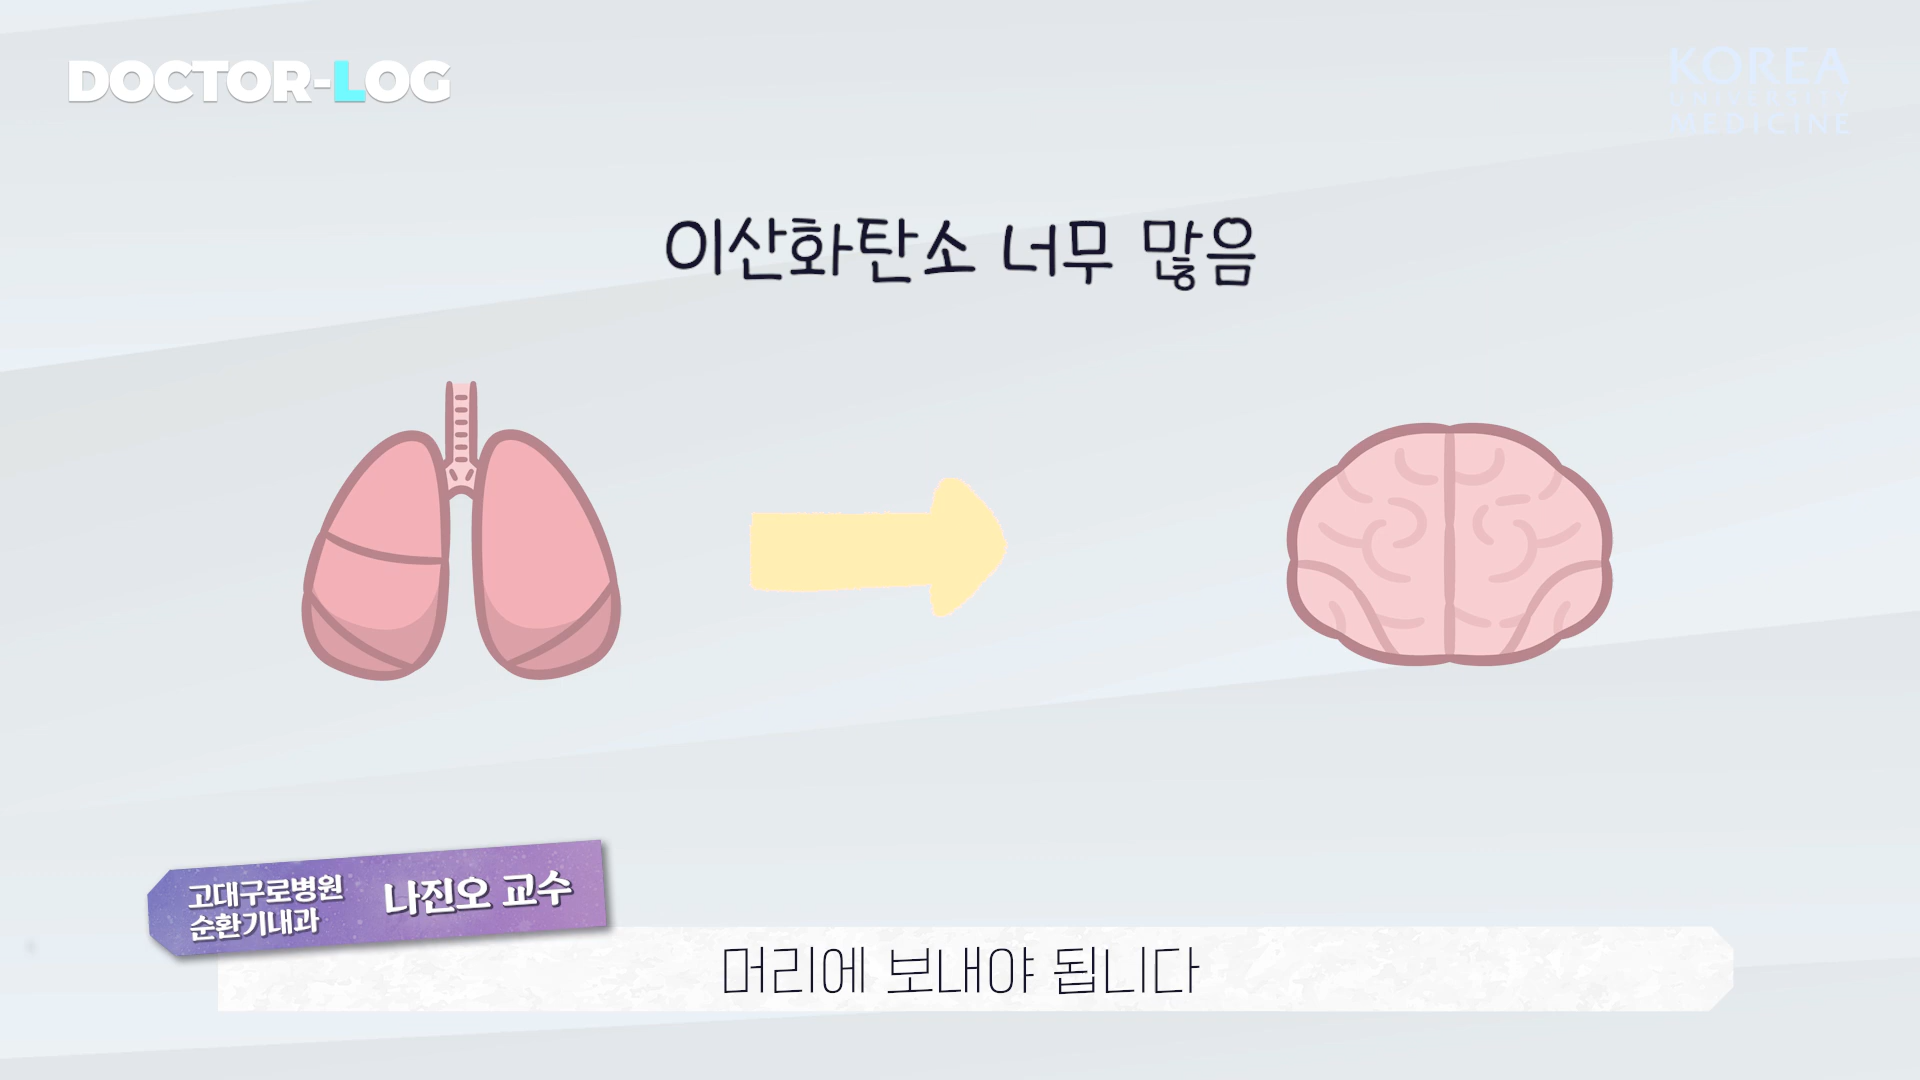 DOCTOR-LOG
KOREA
UNIVERSITY
MEDICINE
이산화탄소 너무 많음
고대구로병원
순환기내과
나진오 교수
머리에 보내야 됩니다